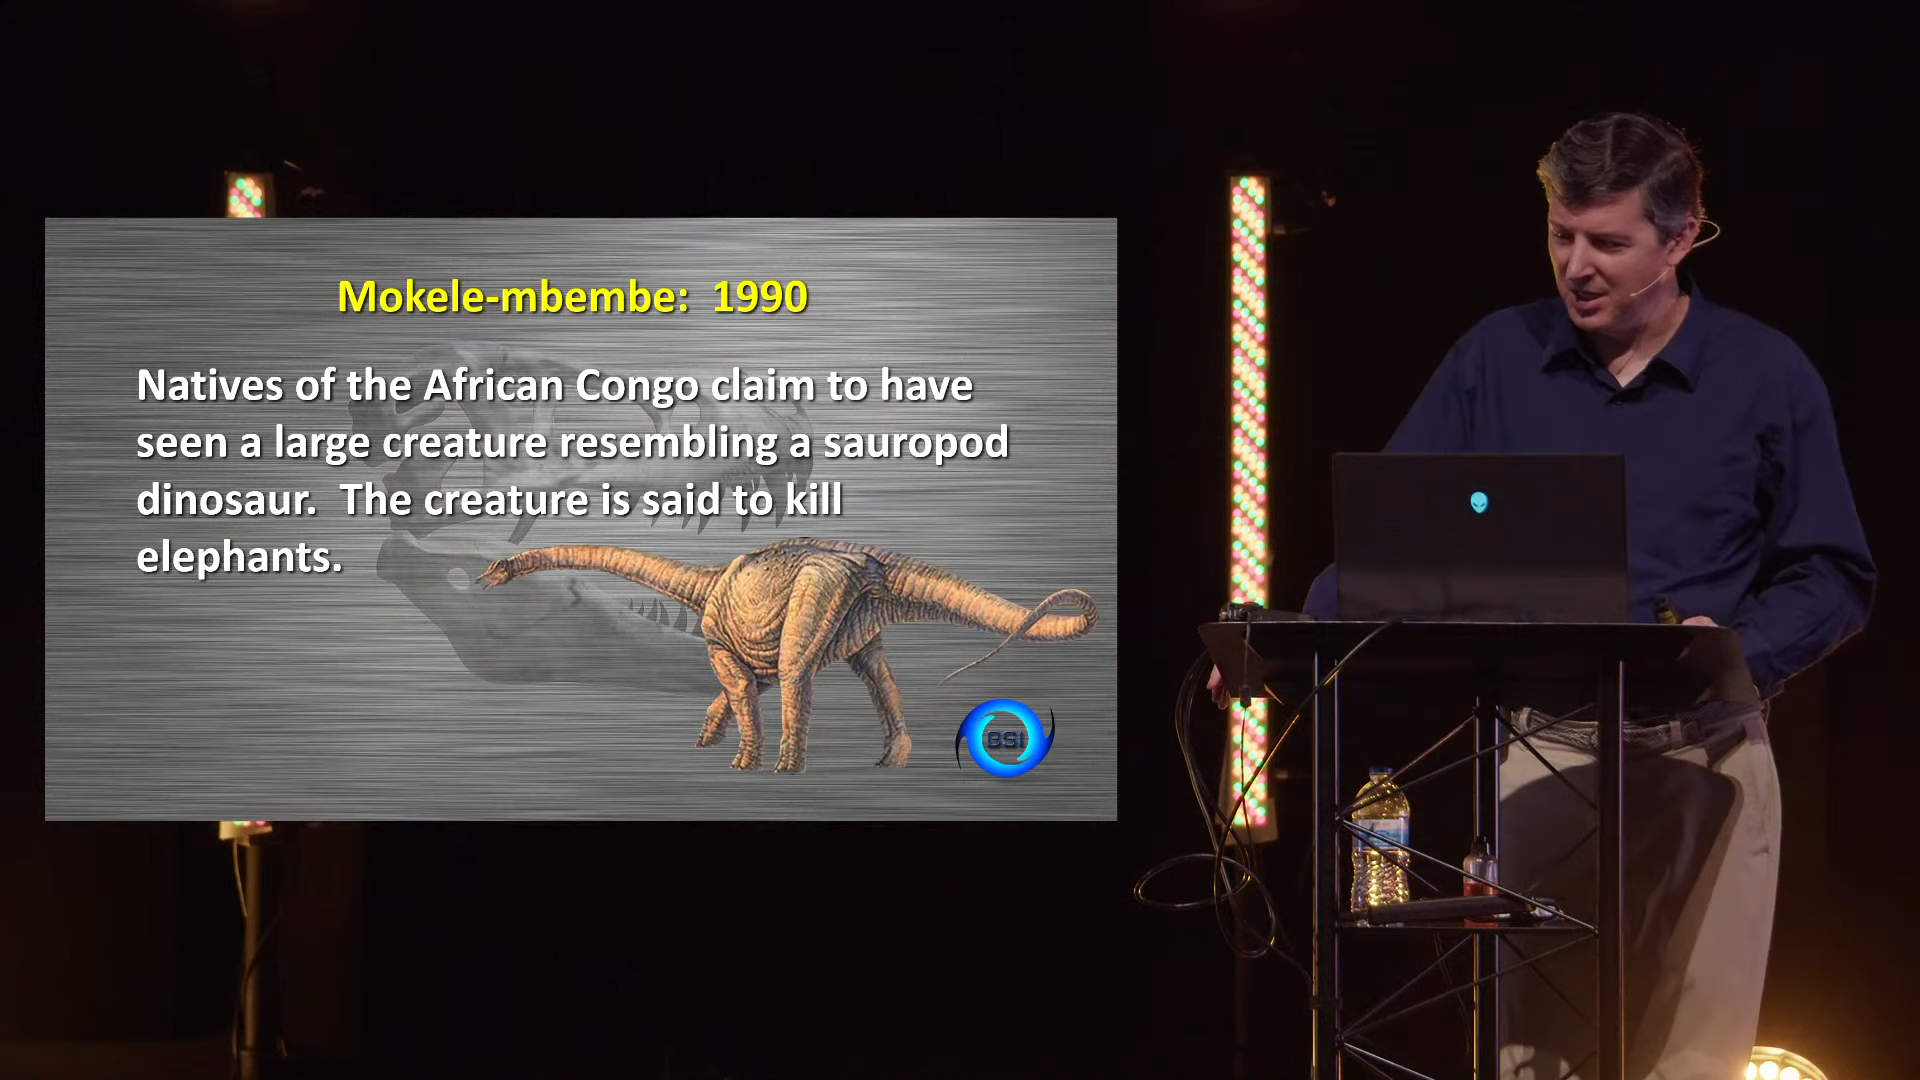 Mokele-mbembe:  1990
Natives of the African Congo claim to have
seen a large creature resembling a sauropod
dinosaur.  The creature is said to kill
elephants.
BSI